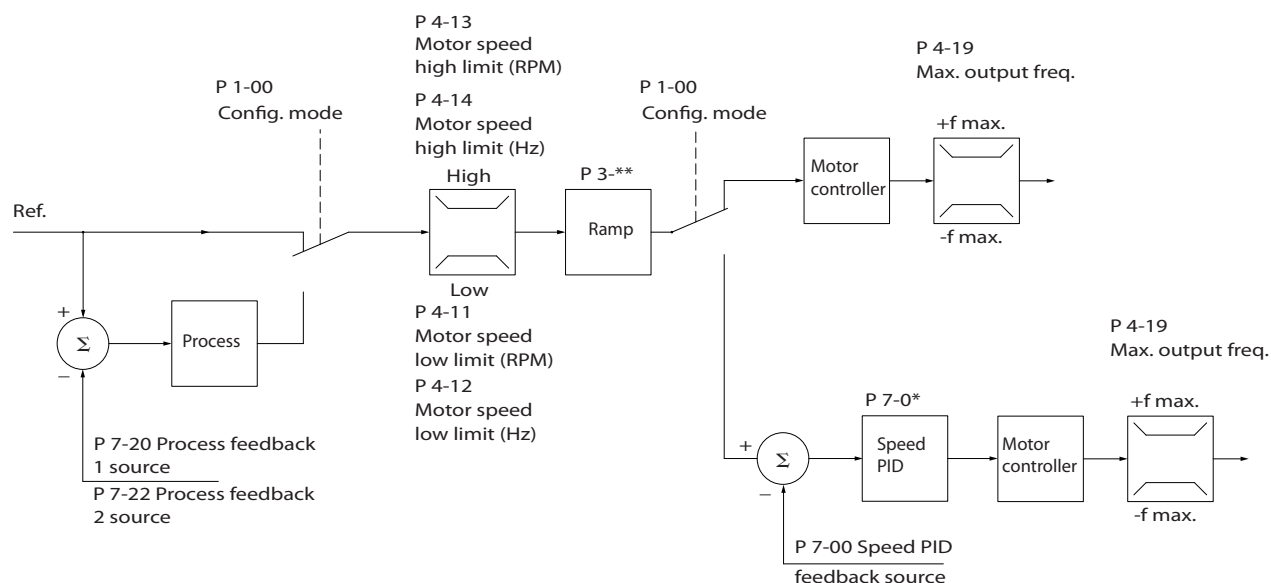 P 4-13
Motor speed
high limit (RPM)
P 4-14
Motor speed
high limit (Hz)
P 1-00
Config. mode
P 1-00
Config. mode
P 4-19
Max. output freq.
+f max.
Motor
controller
-f max.
High
P 3-**
Ramp
Ref.
Low
P 4-11
Motor speed
low limit (RPM)
P 4-12
Motor speed
low limit (Hz)
+
Σ
−
Process
P 7-20 Process feedback
1 source
P 7-22 Process feedback
2 source
P 4-19
Max. output freq.
+f max.
P 7-0*
+
Σ
−
Speed
PID
Motor
controller
-f max.
P 7-00 Speed PID
feedback source